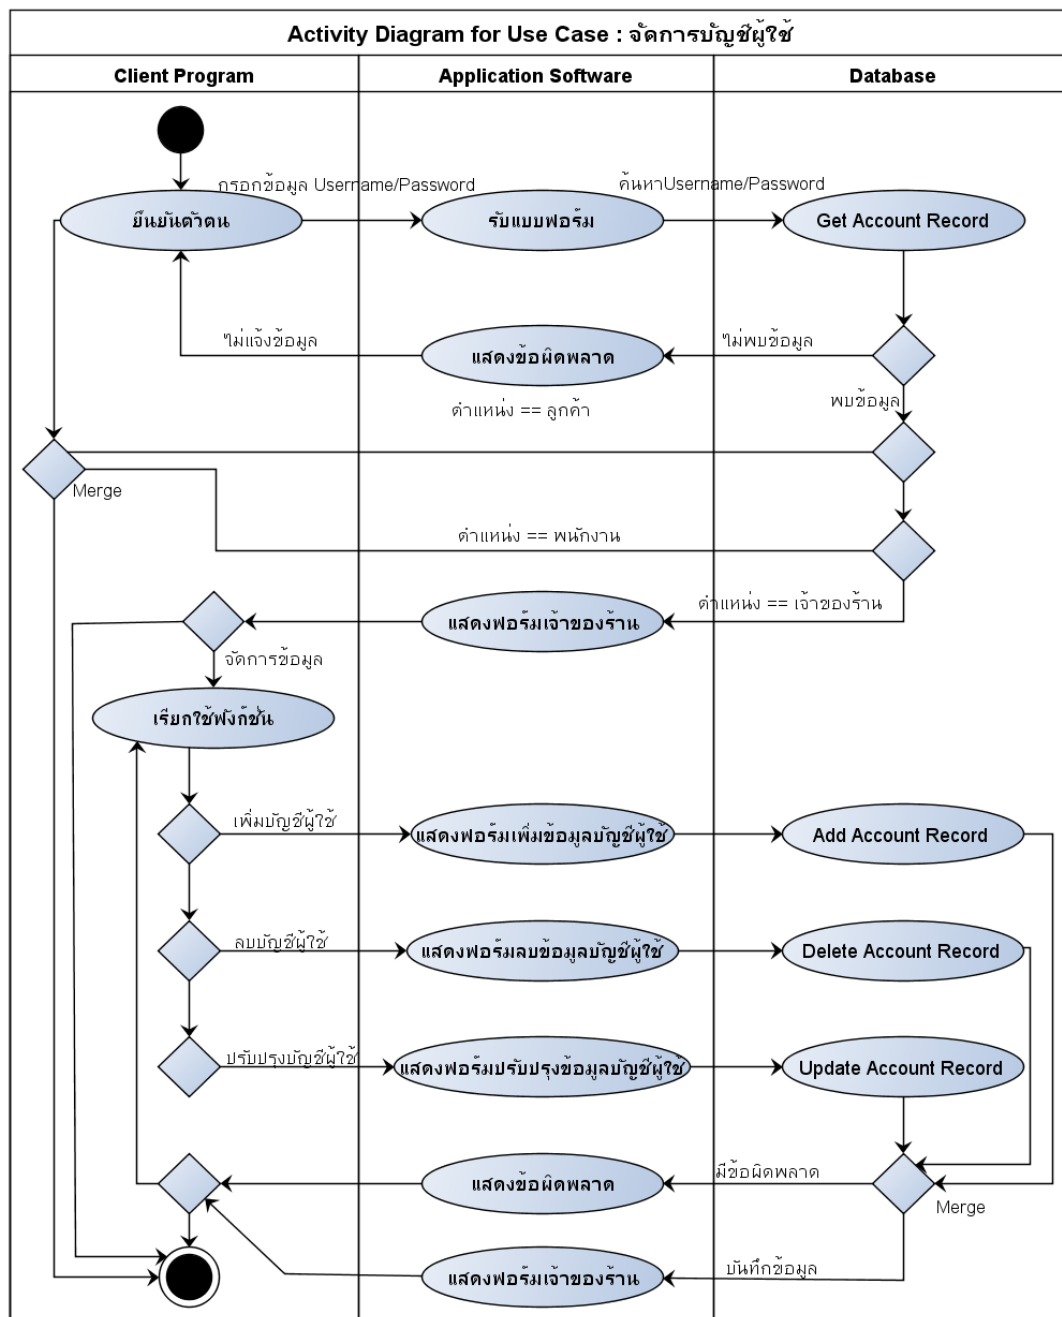 Activity Diagram for Use Case : จัดการบัญชีผู้ใช้
Client Program
Application Software
Database
กรอกข้อมูล Username/Password
ค้นหาUsername/Password
ยืนยันตัวตน
รับแบบฟอร์ม
Get Account Record
ไม่แจ้งข้อมูล
แสดงข้อผิดพลาด
ไม่พบข้อมูล
พบข้อมูล
ตำแหน่ง == ลูกค้า
Merge
ตำแหน่ง == พนักงาน
ตำแหน่ง == เจ้าของร้าน
แสดงฟอร์มเจ้าของร้าน
จัดการข้อมูล
เรียกใช้ฟังก์ชั่น
เพิ่มบัญชีผู้ใช้
แสดงฟอร์มเพิ่มข้อมูลบัญชีผู้ใช้
Add Account Record
ลบบัญชีผู้ใช้
แสดงฟอร์มลบข้อมูลบัญชีผู้ใช้
Delete Account Record
ปรับปรุงบัญชีผู้ใช้
แสดงฟอร์มปรับปรุงข้อมูลบัญชีผู้ใช้
Update Account Record
แสดงข้อผิดพลาด
มีข้อผิดพลาด
Merge
แสดงฟอร์มเจ้าของร้าน
บันทึกข้อมูล